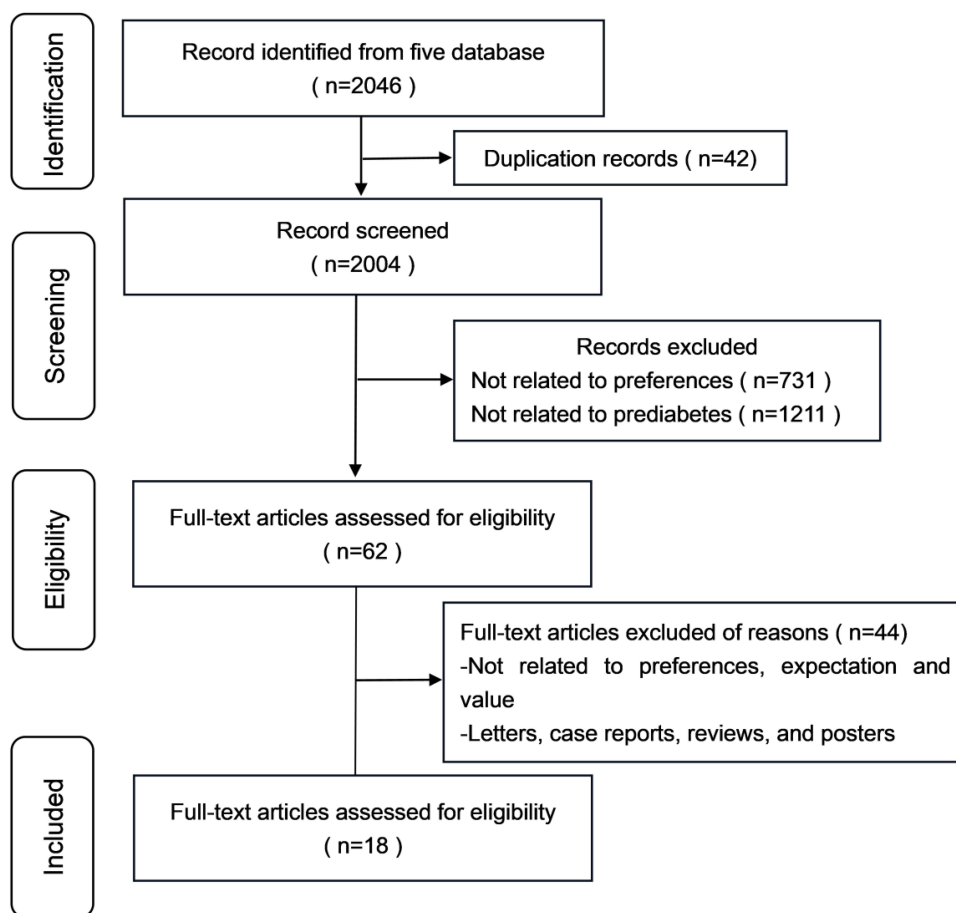 Identification
Record identified from five database
( n=2046 )
Duplication records ( n=42)
Screening
Record screened
( n=2004 )
Records excluded
Not related to preferences ( n=731 )
Not related to prediabetes ( n=1211 )
Eligibility
Full-text articles assessed for eligibility
( n=62 )
Full-text articles excluded of reasons ( n=44)
-Not related to preferences, expectation and
value
-Letters, case reports, reviews, and posters
Included
Full-text articles assessed for eligibility
( n=18 )